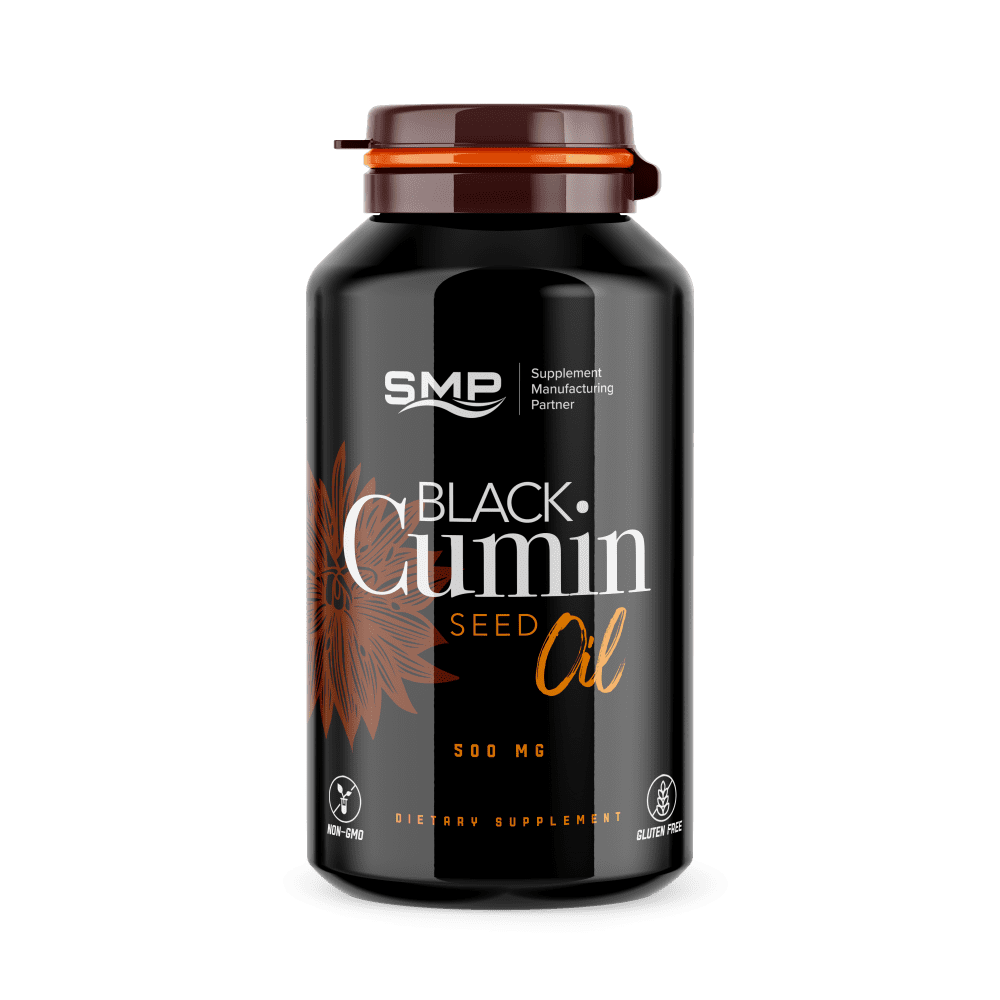 SMP
Supplement
Manufacturing
Partner
BLACK
Cumin
SEED Oil
500 MG
DIETARY SUPPLEMENT
NON-GMO
GLUTEN FREE